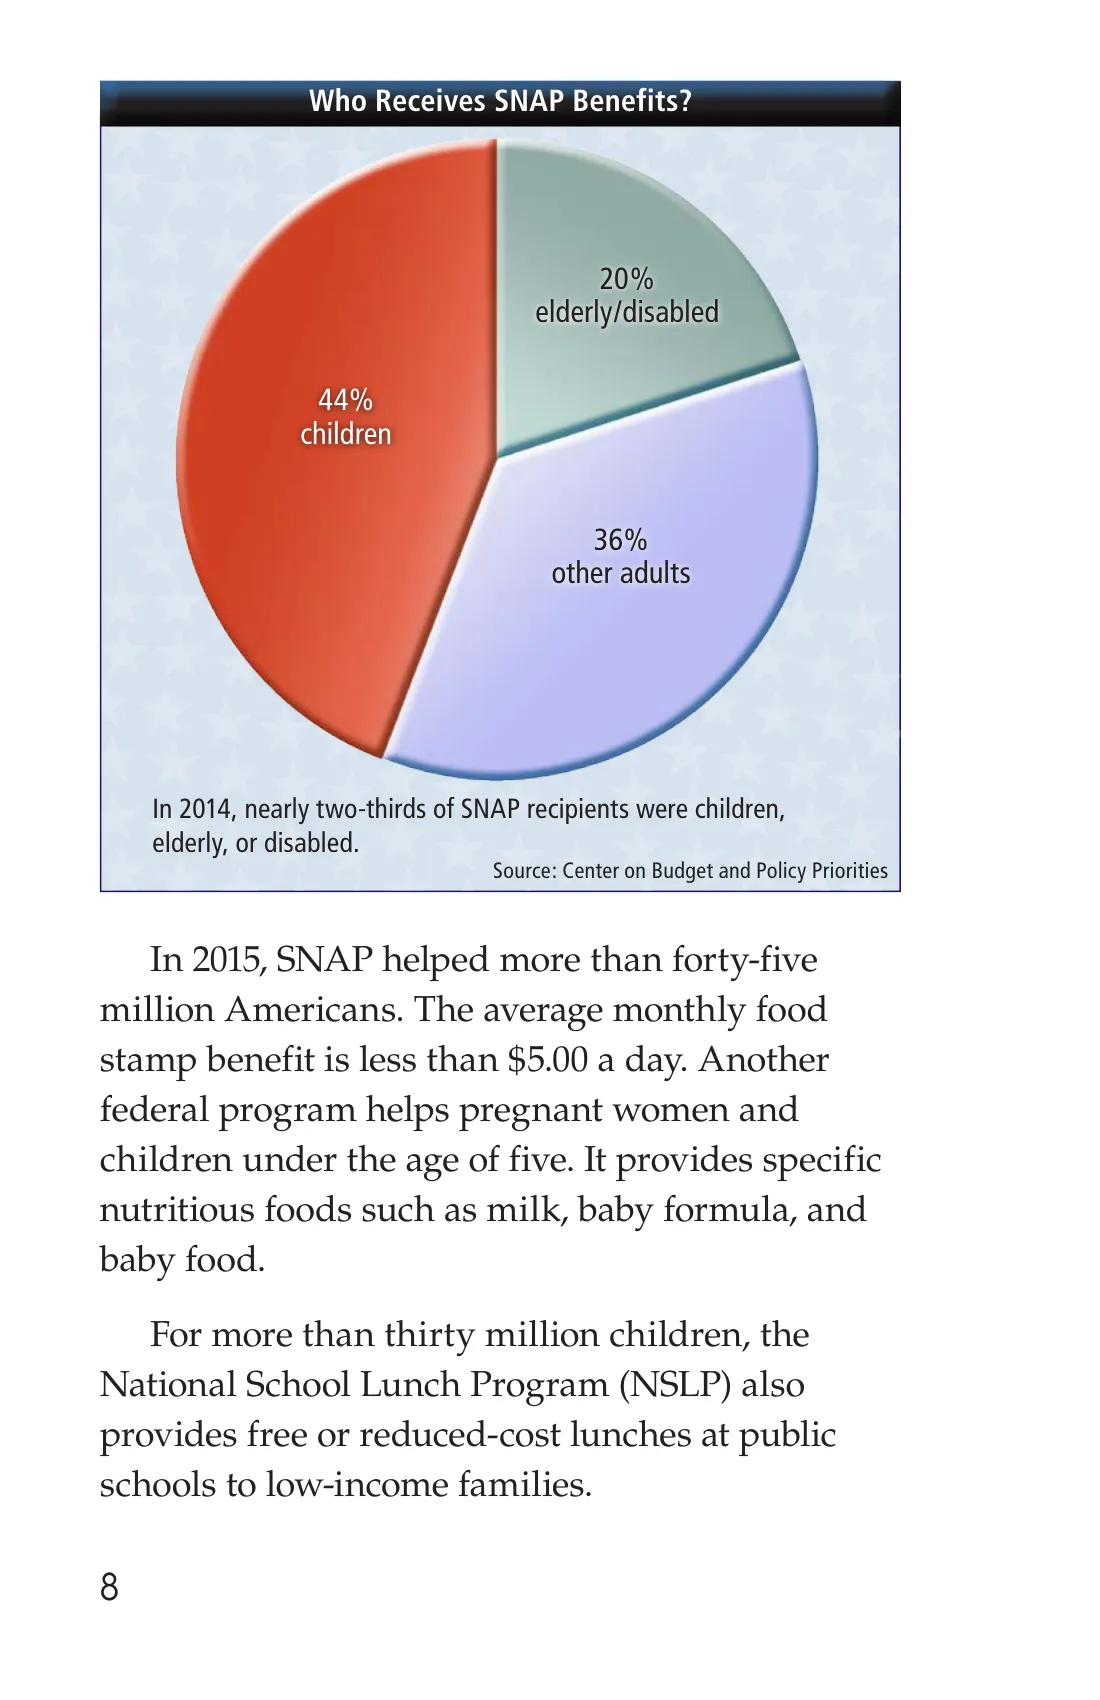 Who Receives SNAP Benefits?
20%
elderly/disabled
44%
children
36%
other adults
In 2014, nearly two-thirds of SNAP recipients were children,
elderly, or disabled.
Source: Center on Budget and Policy Priorities
In 2015, SNAP helped more than forty-five
million Americans. The average monthly food
stamp benefit is less than $5.00 a day. Another
federal program helps pregnant women and
children under the age of five. It provides specific
nutritious foods such as milk, baby formula, and
baby food.
For more than thirty million children, the
National School Lunch Program (NSLP) also
provides free or reduced-cost lunches at public
schools to low-income families.
8